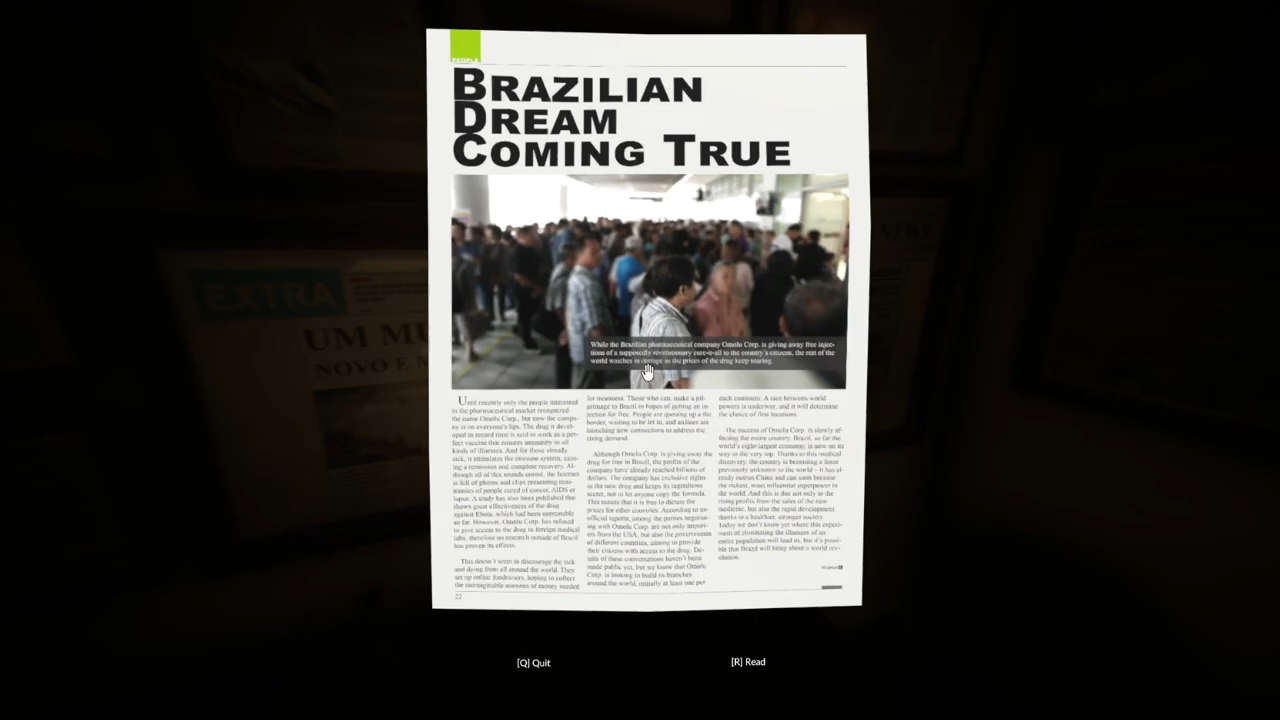 PEOPLE
BRAZILIAN
DREAM
COMING TRUE
While the Brazilian pharmaceutical company Omolu Corp. is giving away free injec-
tions of a supposedly revolutionary cure-it-all to the country's citizens, the rest of the
world watches in outrage as the prices of the drug keep soaring.
Until recently only the people interested
in the pharmaceutical market recognized
the name Omolu Corp., but now the compa-
ny is on everyone's lips. The drug it devel-
oped in record time is said to work as a per-
fect vaccine that ensures immunity to all
kinds of illnesses. And for those already
sick, it stimulates the immune system, caus-
ing a remission and complete recovery. Al-
though all of this sounds unreal, the Internet
is full of photos and clips presenting testi-
monies of people cured of cancer, AIDS or
lupus. A study has also been published that
shows great effectiveness of the drug
against Ebola, which had been incurable
so far. However, Omolu Corp. has refused
to give access to the drug to foreign medical
labs, therefore no research outside of Brazil
has proven its effects.
This doesn't seem to discourage the sick
and dying from all around the world. They
set up online fundraisers, hoping to collect
the unimaginable amounts of money needed
for treatment. Those who can, make a pil-
grimage to Brazil in hopes of getting an in-
jection for free. People are queuing up at the
border, waiting to be let in, and airlines are
launching new connections to address the
rising demand.
Although Omolu Corp. is giving away the
drug for free in Brazil, the profits of the
company have already reached billions of
dollars. The company has exclusive rights
to the new drug and keeps its ingredients
secret, not to let anyone copy the formula.
This means that it is free to dictate the
prices for other countries. According to un-
official reports, among the parties negotiat-
ing with Omolu Corp. are not only import-
ers from the USA, but also the governments
of different countries, aiming to provide
their citizens with access to the drug. De-
tails of these conversations haven't been
made public yet, but we know that Omolu
Corp. is looking to build its branches
around the world, initially at least one per
each continent. A race between world
powers is underway, and it will determine
the choice of first locations.
The success of Omolu Corp. is slowly af-
fecting the entire country. Brazil, so far the
world's eight-largest economy, is now on its
way to the very top. Thanks to this medical
discovery, the country is becoming a force
previously unknown to the world – it has al-
ready outrun China and can soon become
the richest, most influential superpower in
the world. And this is due not only to the
rising profits from the sales of the new
medicine, but also the rapid development
thanks to a healthier, stronger society.
Today we don't know yet where this experi-
ment of eliminating the illnesses of an
entire population will lead us, but it's possi-
ble that Brazil will bring about a world rev-
olution.
22
EXTRA
UM MU
NOVO E M
[Q] Quit
[R] Read